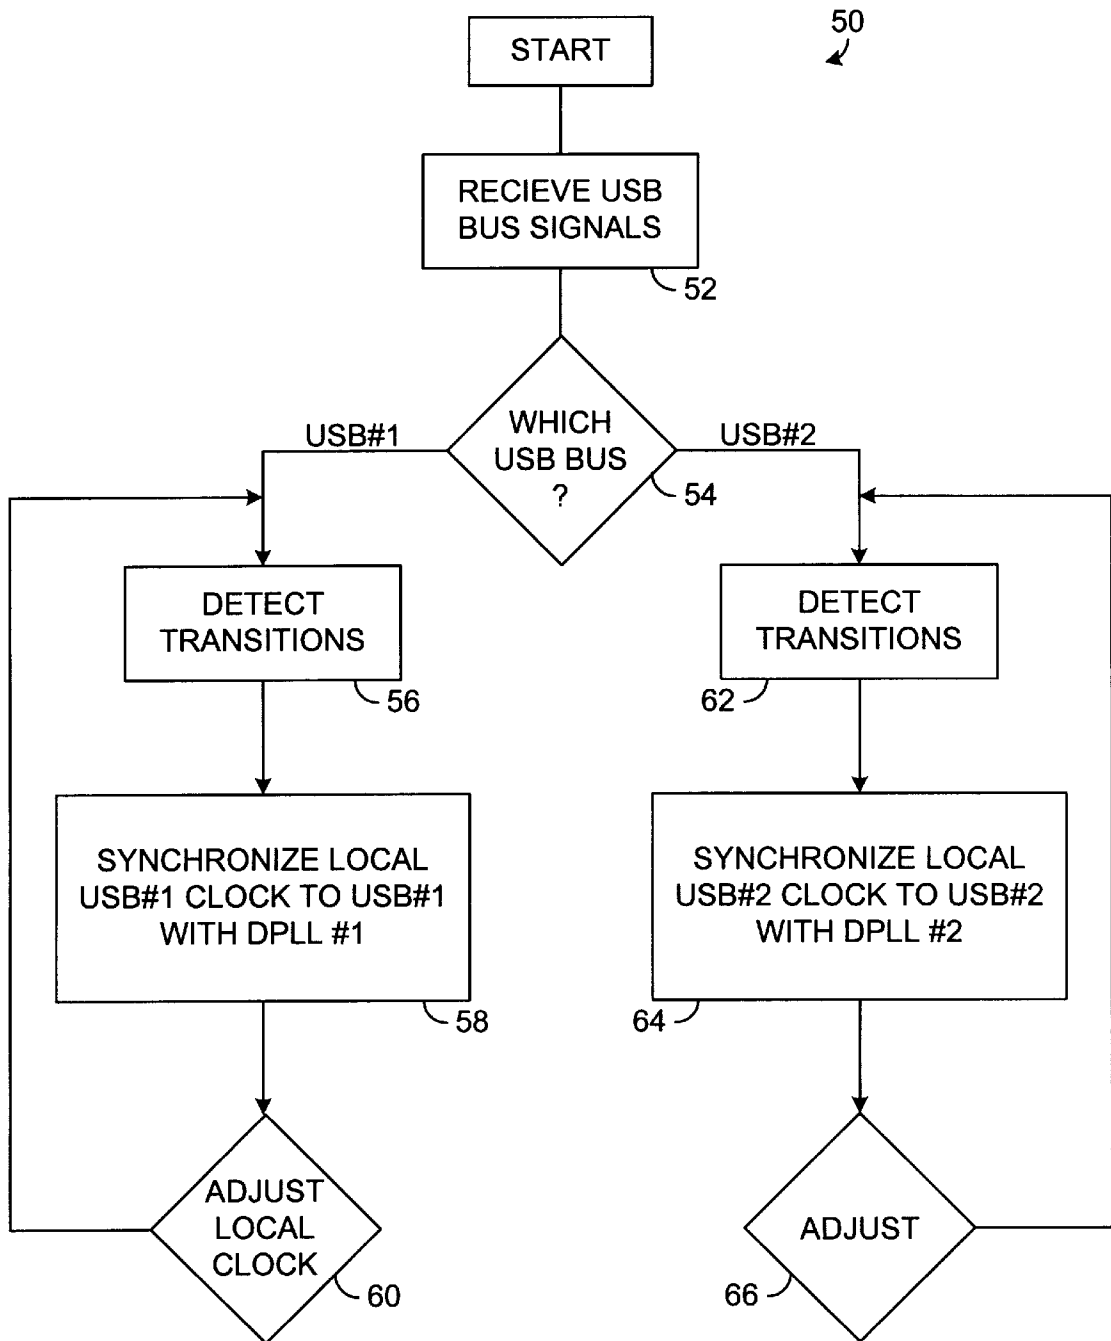 50
START
RECIEVE USB
BUS SIGNALS
52
WHICH
USB BUS
?
54
USB#1
USB#2
DETECT
TRANSITIONS
56
DETECT
TRANSITIONS
62
SYNCHRONIZE LOCAL
USB#1 CLOCK TO USB#1
WITH DPLL #1
58
SYNCHRONIZE LOCAL
USB#2 CLOCK TO USB#2
WITH DPLL #2
64
ADJUST
LOCAL
CLOCK
60
ADJUST
66